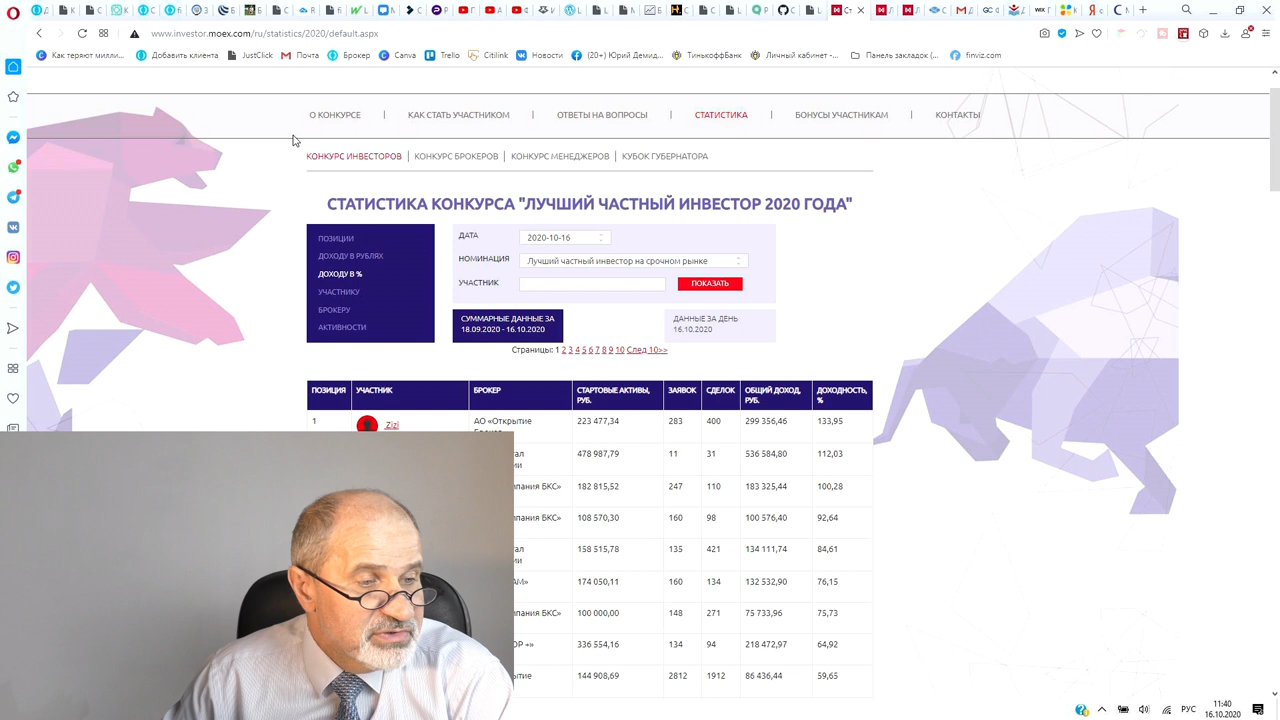 www.investor.moex.com/ru/statistics/2020/default.aspx
Как теряют милли...
Добавить клиента
JustClick
Почта
Брокер
Canva
Trello
Citilink
Новости
(20+) Юрий Демид...
ТинькоффБанк
Личный кабинет -...
Панель закладок (...
finviz.com
О КОНКУРСЕ
КАК СТАТЬ УЧАСТНИКОМ
ОТВЕТЫ НА ВОПРОСЫ
СТАТИСТИКА
БОНУСЫ УЧАСТНИКАМ
КОНТАКТЫ
КОНКУРС ИНВЕСТОРОВ
КОНКУРС БРОКЕРОВ
КОНКУРС МЕНЕДЖЕРОВ
КУБОК ГУБЕРНАТОРА
СТАТИСТИКА КОНКУРСА "ЛУЧШИЙ ЧАСТНЫЙ ИНВЕСТОР 2020 ГОДА"
ПОЗИЦИИ
ДОХОДУ В РУБЛЯХ
ДОХОДУ В %
УЧАСТНИКУ
БРОКЕРУ
АКТИВНОСТИ
ДАТА 2020-10-16
НОМИНАЦИЯ Лучший частный инвестор на срочном рынке
УЧАСТНИК ПОКАЗАТЬ
СУММАРНЫЕ ДАННЫЕ ЗА
18.09.2020 - 16.10.2020
ДАННЫЕ ЗА ДЕНЬ
16.10.2020
Страницы: 1 2 3 4 5 6 7 8 9 10 След 10>>
ПОЗИЦИЯ УЧАСТНИК БРОКЕР СТАРТОВЫЕ АКТИВЫ, РУБ. ЗАЯВОК СДЕЛОК ОБЩИЙ ДОХОД, РУБ. ДОХОДНОСТЬ, %
1 Zizi АО «Открытие 223 477,34 283 400 299 356,46 133,95
478 987,79 11 31 536 584,80 112,03
БКС» 182 815,52 247 110 183 325,44 100,28
БКС» 108 570,30 160 98 100 576,40 92,64
158 515,78 135 421 134 111,74 84,61
174 050,11 160 134 132 532,90 76,15
БКС» 100 000,00 148 271 75 733,96 75,73
336 554,16 134 94 218 472,97 64,92
144 908,69 2812 1912 86 436,44 59,65
РУС
11:40
16.10.2020